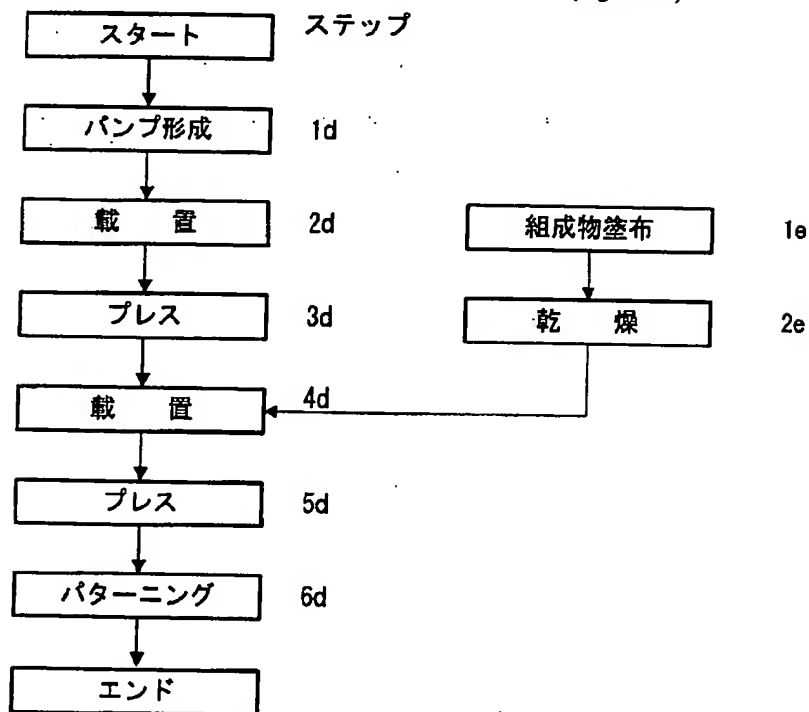 スタート ステップ
バンプ形成 1d
載 置 2d
組成物塗布 1e
プレス 3d
乾 燥 2e
載 置 4d
プレス 5d
パターニング 6d
エンド